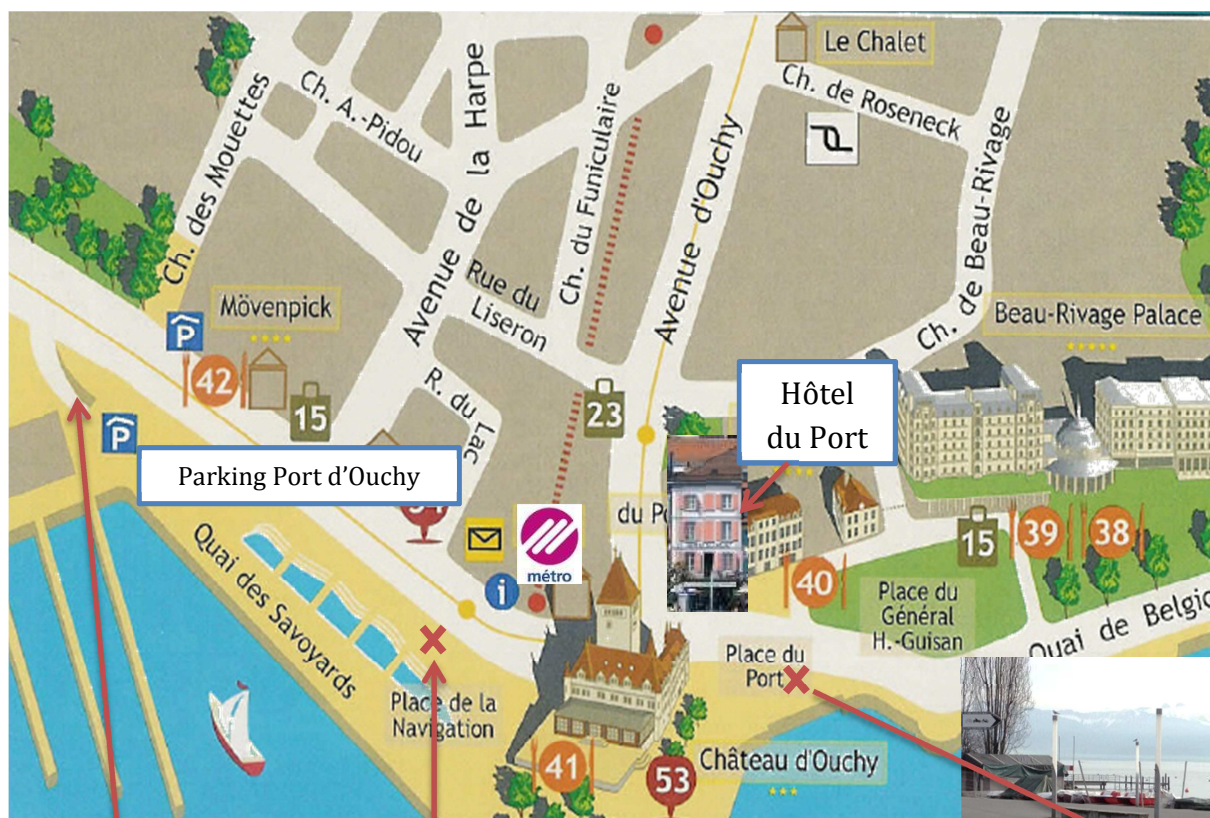 Le Chalet
Ch. de Roseneck
Ch. des Mouettes
Ch. A.-Pidou
Avenue de la Harpe
Ch. du Funiculaire
Avenue d'Ouchy
Ch. de Beau-Rivage
Rue du
Liseron
Mövenpick
P
42
15
R. du Lac
23
Hôtel
du Port
Beau-Rivage Palace
P
Parking Port d'Ouchy
du
métro
i
40
15
39
38
Place du
Général
H.-Guisan
Quai de
Quai des Savoyards
Place de la
Navigation
Place du
Port
41
53
Château d'Ouchy